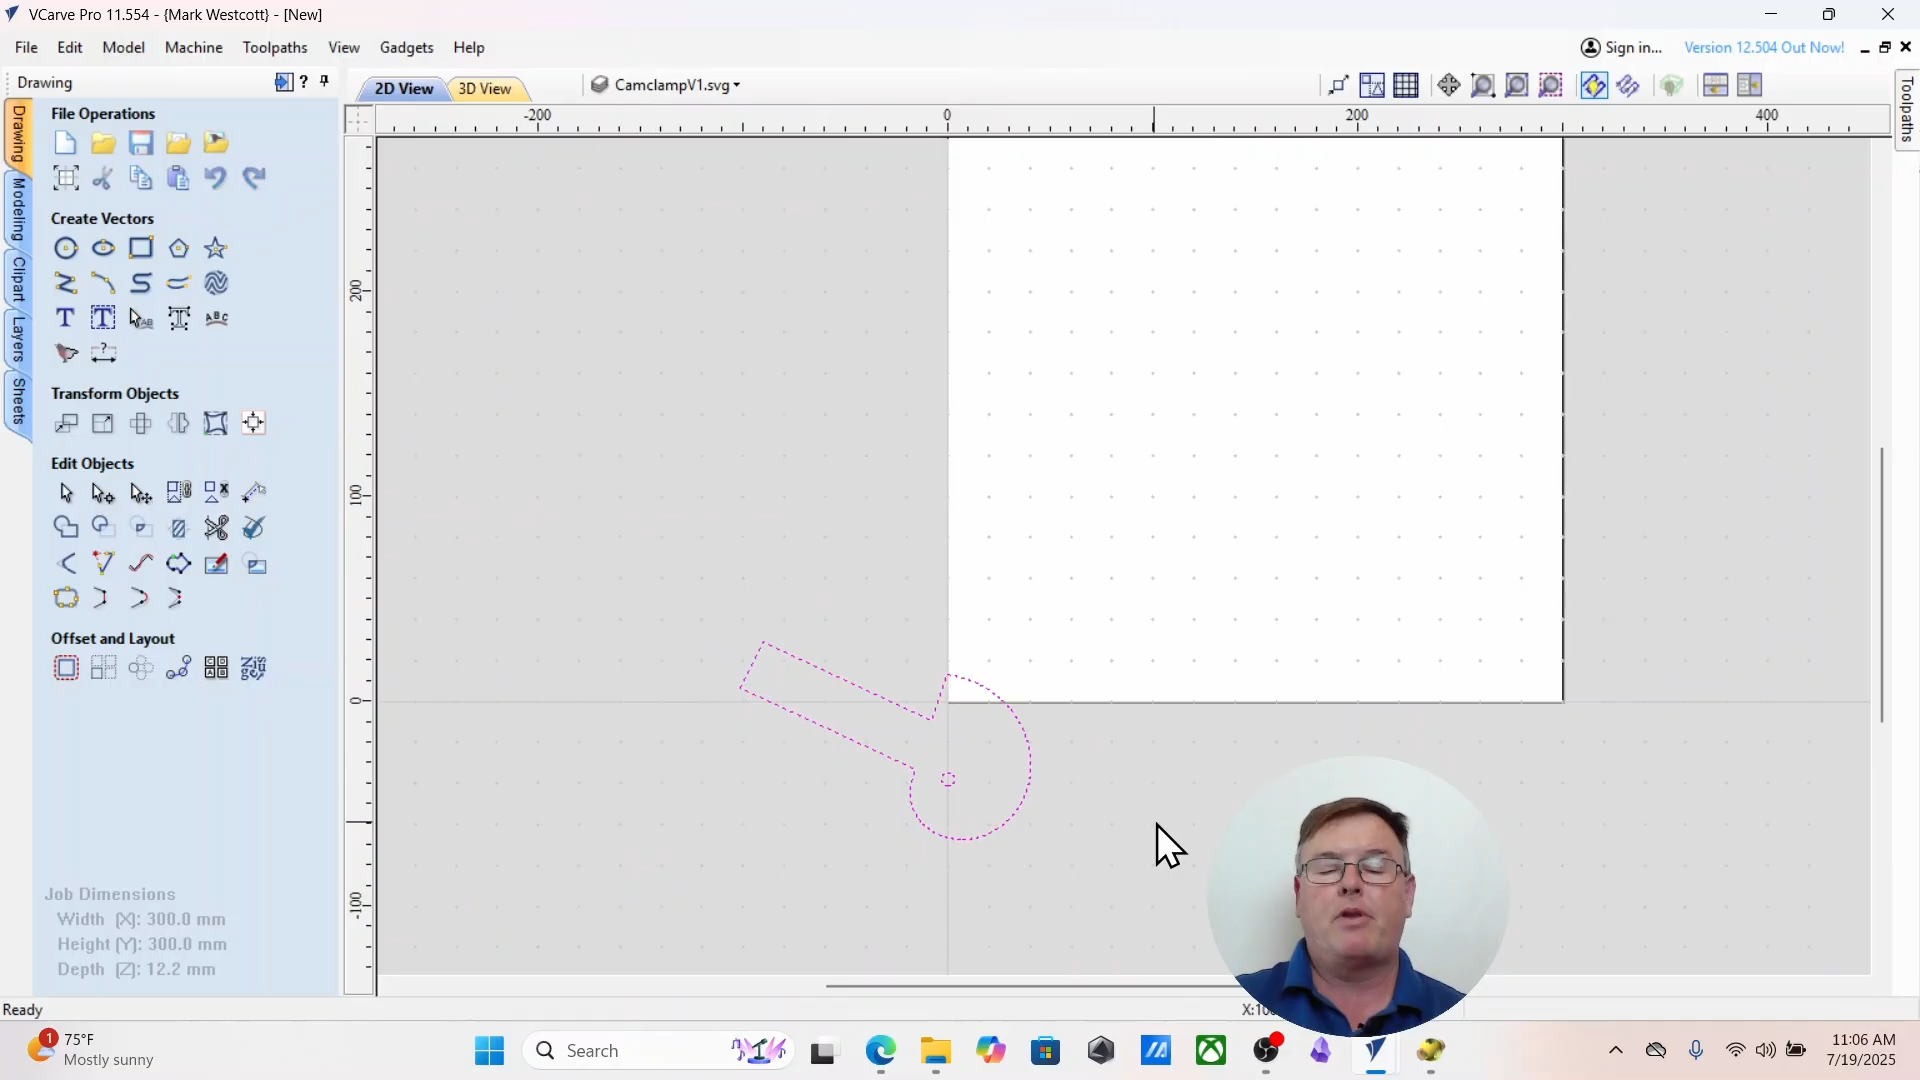 VCarve Pro 11.554 - {Mark Westcott} - [New]
File Edit Model Machine Toolpaths View Gadgets Help
Sign in...
Version 12.504 Out Now!
Drawing
2D View
3D View
CamclampV1.svg
Toolpaths
Drawing
Modeling
Clipart
Layers
Sheets
File Operations
Create Vectors
Transform Objects
Edit Objects
Offset and Layout
-200
0
200
400
200
100
0
-100
Job Dimensions
Width (X): 300.0 mm
Height (Y): 300.0 mm
Depth (Z): 12.2 mm
Ready
1
75°F
Mostly sunny
Search
11:06 AM
7/19/2025